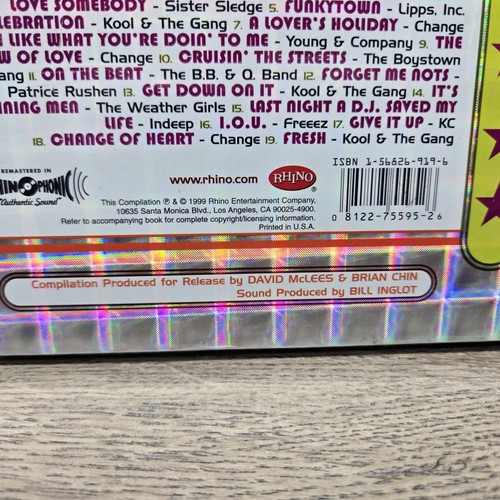 LOVE SOMEBODY - Sister Sledge 5. FUNKYTOWN - Lipps, Inc.
LEBRATION - Kool & The Gang 7. A LOVER'S HOLIDAY - Change
I LIKE WHAT YOU'RE DOIN' TO ME - Young & Company 9. THE
W OF LOVE - Change 10. CRUISIN' THE STREETS - The Boystown
ang 11. ON THE BEAT - The B.B. & Q. Band 12. FORGET ME NOTS -
Patrice Rushen 13. GET DOWN ON IT - Kool & The Gang 14. IT'S
INING MEN - The Weather Girls 15. LAST NIGHT A D.J. SAVED MY
LIFE - Indeep 16. I.O.U. - Freeez 17. GIVE IT UP - KC
18. CHANGE OF HEART - Change 19. FRESH - Kool & The Gang
REMASTERED IN
HINOPHONIC
"Authentic Sound"
www.rhino.com
RHINO®
ISBN 1-56826-919-6
This Compilation ℗ & © 1999 Rhino Entertainment Company,
10635 Santa Monica Blvd., Los Angeles, CA 90025-4900.
Refer to accompanying book for complete copyright/licensing information.
Printed in U.S.A.
0 8122-75595-2 6
Compilation Produced for Release by DAVID McLEES & BRIAN CHIN
Sound Produced by BILL INGLOT